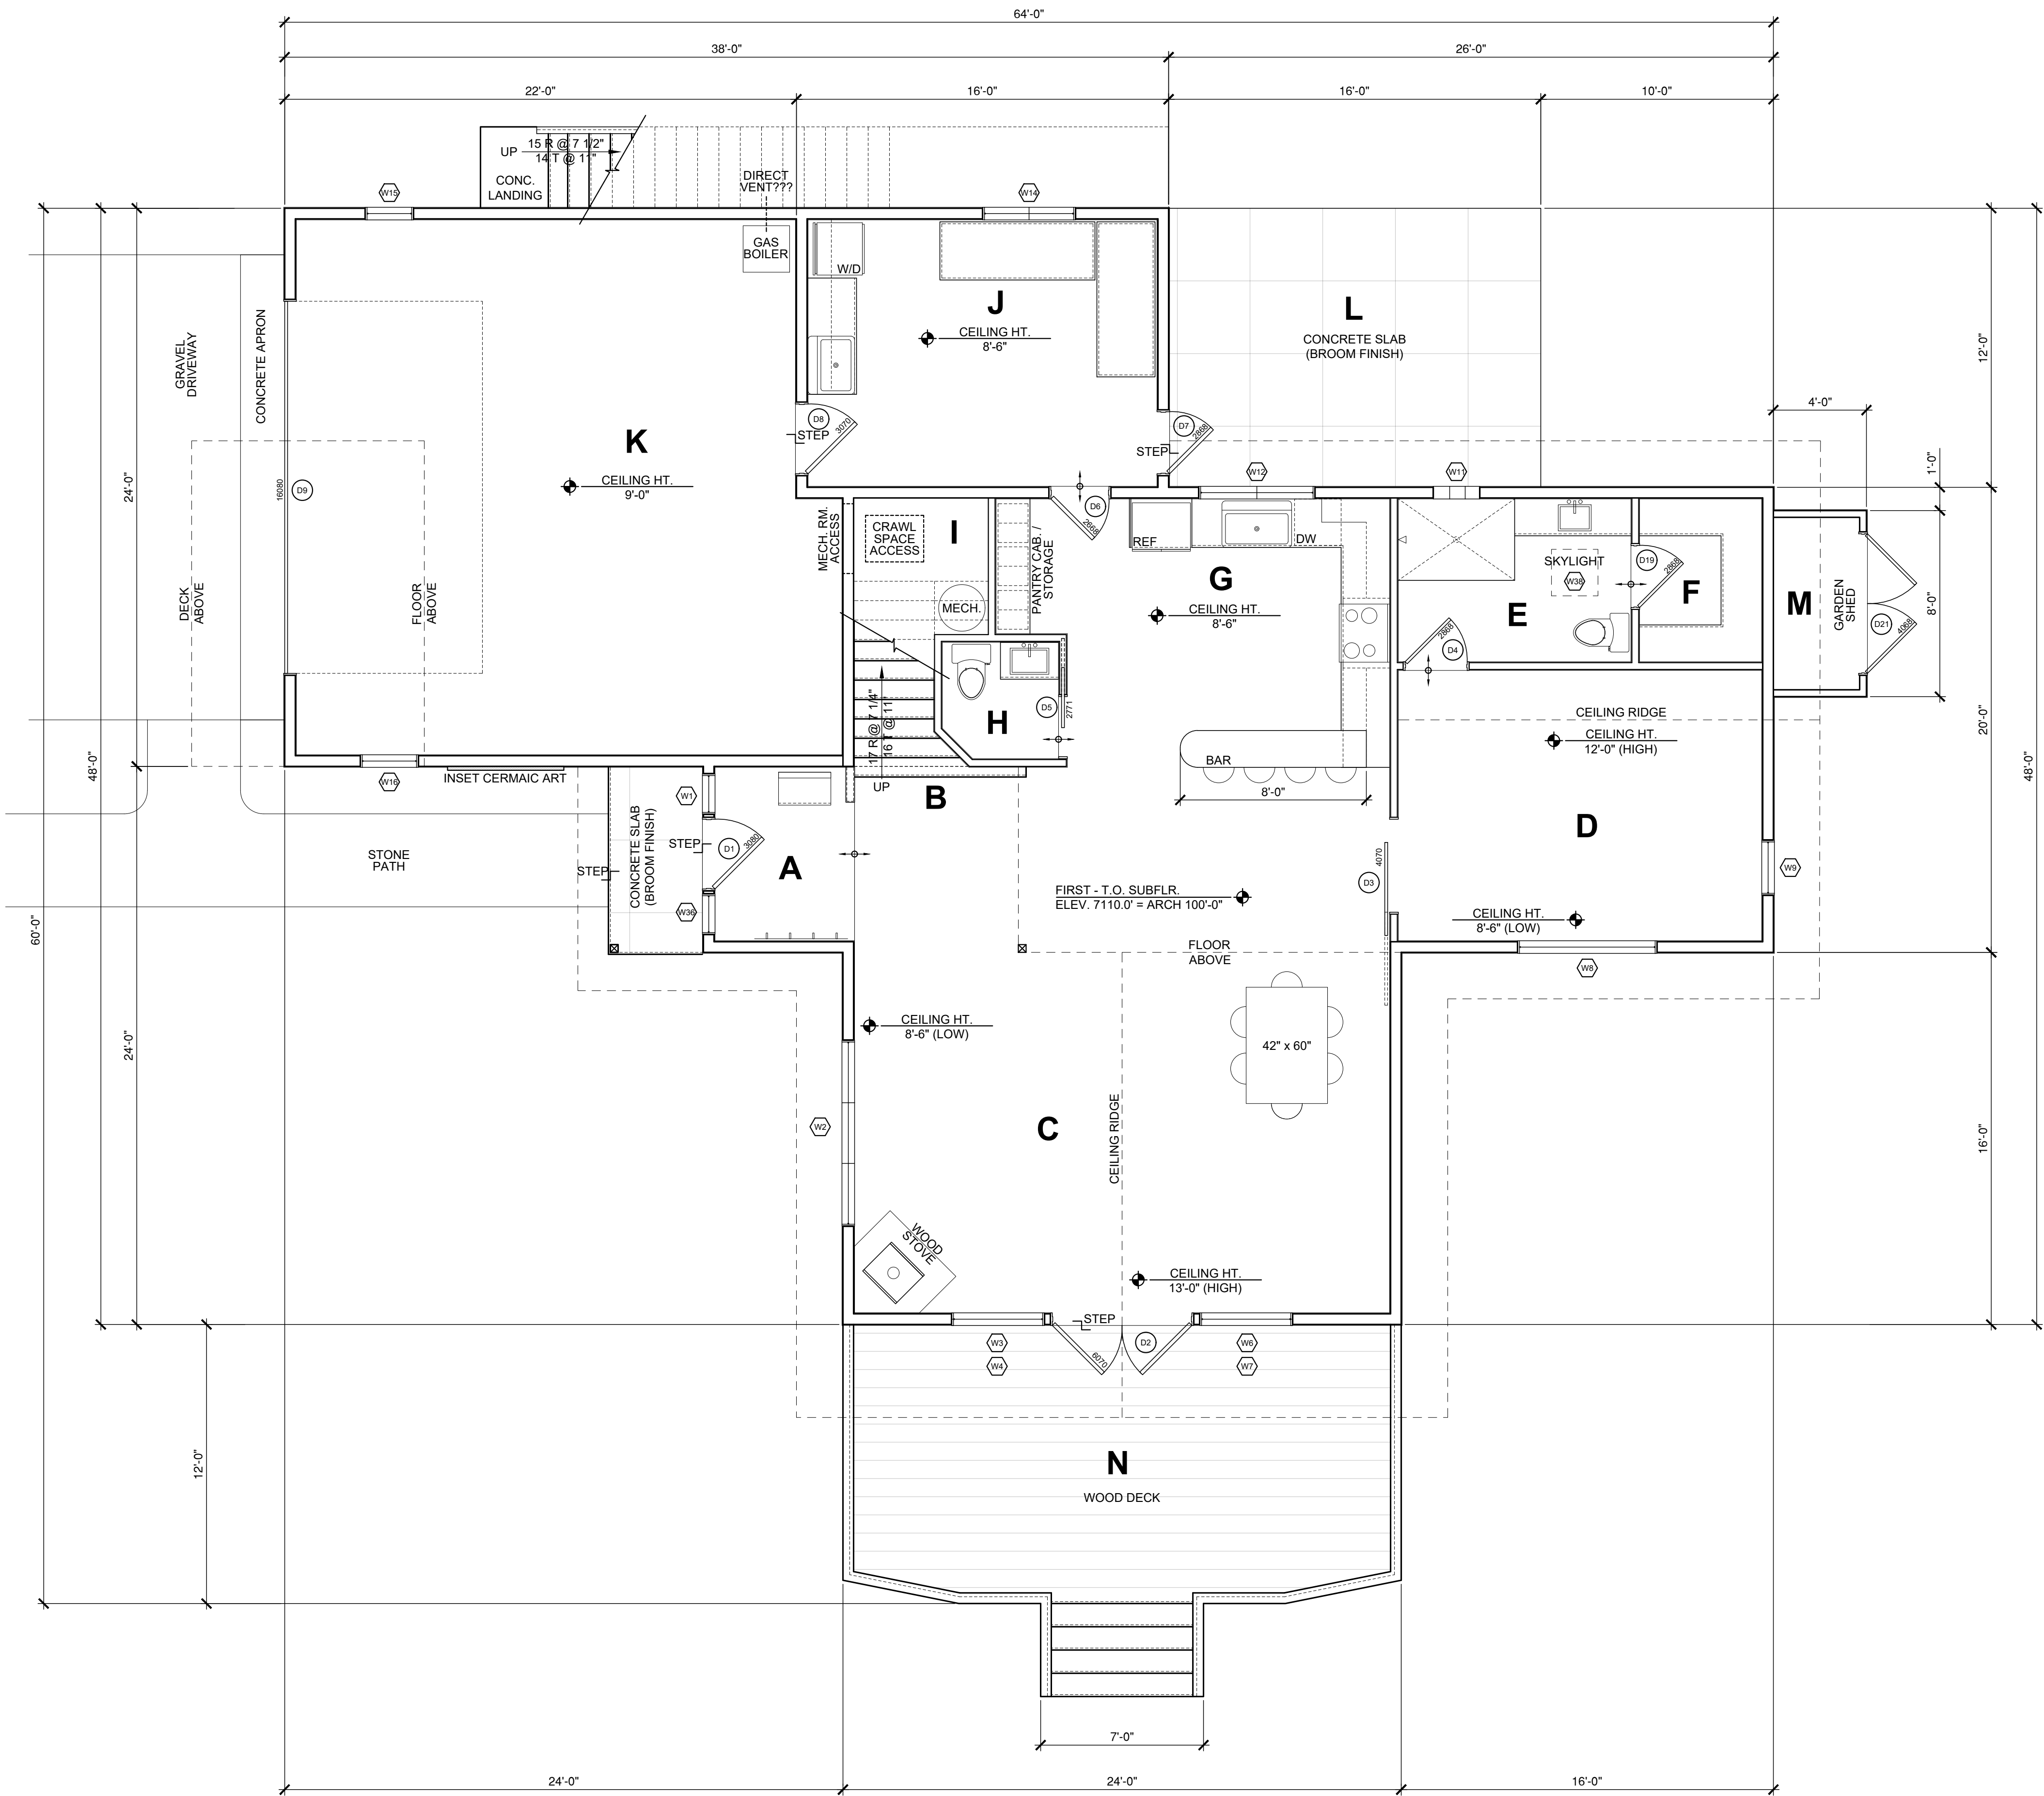 64'-0"
38'-0"
26'-0"
22'-0"
16'-0"
16'-0"
10'-0"
UP
15 R @ 7 1/2"
14 T @ 11"
CONC.
LANDING
DIRECT
VENT???
W15
W14
GAS
BOILER
W/D
J
CEILING HT.
8'-6"
L
CONCRETE SLAB
(BROOM FINISH)
12'-0"
GRAVEL
DRIVEWAY
CONCRETE APRON
4'-0"
D8
3070
STEP
D7
2868
STEP
K
CEILING HT.
9'-0"
16080
D9
24'-0"
1'-0"
W12
W11
MECH. RM.
ACCESS
CRAWL
SPACE
ACCESS
I
D6
2668
PANTRY CAB. /
STORAGE
REF
DW
G
CEILING HT.
8'-6"
SKYLIGHT
W38
D19
2868
F
E
M
GARDEN
SHED
D21
4068
8'-0"
DECK
ABOVE
FLOOR
ABOVE
MECH.
D4
2868
H
D5
2771
17 R @ 7 1/4"
16 T @ 11"
UP
CEILING RIDGE
CEILING HT.
12'-0" (HIGH)
20'-0"
48'-0"
48'-0"
W16
INSET CERMAIC ART
BAR
8'-0"
B
W1
CONCRETE SLAB
(BROOM FINISH)
STEP
D1
3080
A
STEP
W36
STONE
PATH
D
W9
4070
D3
FIRST - T.O. SUBFLR.
ELEV. 7110.0' = ARCH 100'-0"
CEILING HT.
8'-6" (LOW)
60'-0"
FLOOR
ABOVE
W8
CEILING HT.
8'-6" (LOW)
24'-0"
42" x 60"
W2
C
CEILING RIDGE
16'-0"
WOOD
STOVE
CEILING HT.
13'-0" (HIGH)
STEP
W3
W4
6070
D2
W6
W7
12'-0"
N
WOOD DECK
7'-0"
24'-0"
24'-0"
16'-0"